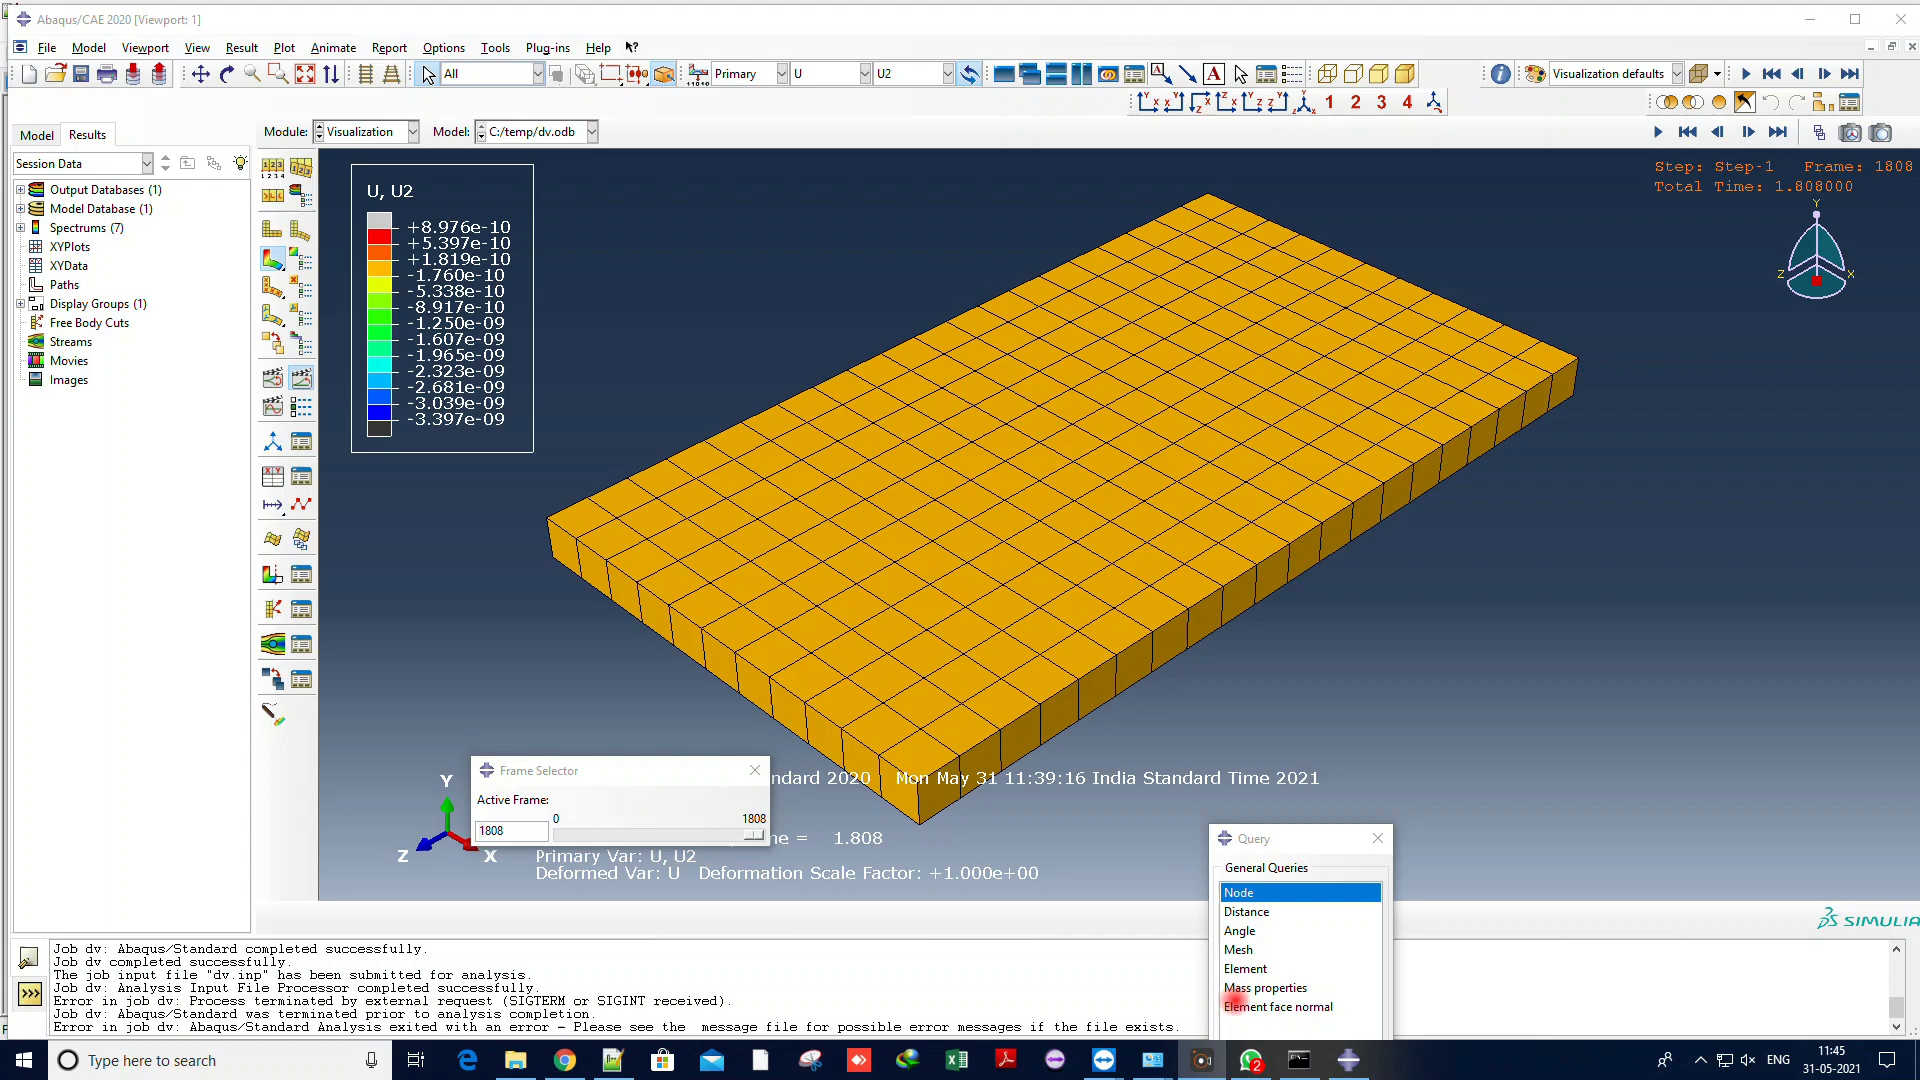 Abaqus/CAE 2020 [Viewport: 1]
File Model Viewport View Result Plot Animate Report Options Tools Plug-ins Help
All Primary U U2 Visualization defaults
1 2 3 4
Model Results Module: Visualization Model: C:/temp/dv.odb
Session Data
Output Databases (1)
Model Database (1)
Spectrums (7)
XYPlots
XYData
Paths
Display Groups (1)
Free Body Cuts
Streams
Movies
Images
U, U2
+8.976e-10
+5.397e-10
+1.819e-10
-1.760e-10
-5.338e-10
-8.917e-10
-1.250e-09
-1.607e-09
-1.965e-09
-2.323e-09
-2.681e-09
-3.039e-09
-3.397e-09
Step: Step-1 Frame: 1808
Total Time: 1.808000
Y
Z X
Frame Selector
Active Frame:
0 1808
1808
Y
Z X
ndard 2020 Mon May 31 11:39:16 India Standard Time 2021
me = 1.808
Primary Var: U, U2
Deformed Var: U Deformation Scale Factor: +1.000e+00
Query
General Queries
Node
Distance
Angle
Mesh
Element
Mass properties
Element face normal
SIMULIA
Job dv: Abaqus/Standard completed successfully.
Job dv completed successfully.
The job input file "dv.inp" has been submitted for analysis.
Job dv: Analysis Input File Processor completed successfully.
Error in job dv: Process terminated by external request (SIGTERM or SIGINT received).
Job dv: Abaqus/Standard was terminated prior to analysis completion.
Error in job dv: Abaqus/Standard Analysis exited with an error - Please see the message file for possible error messages if the file exists.
Type here to search
2
ENG
11:45
31-05-2021